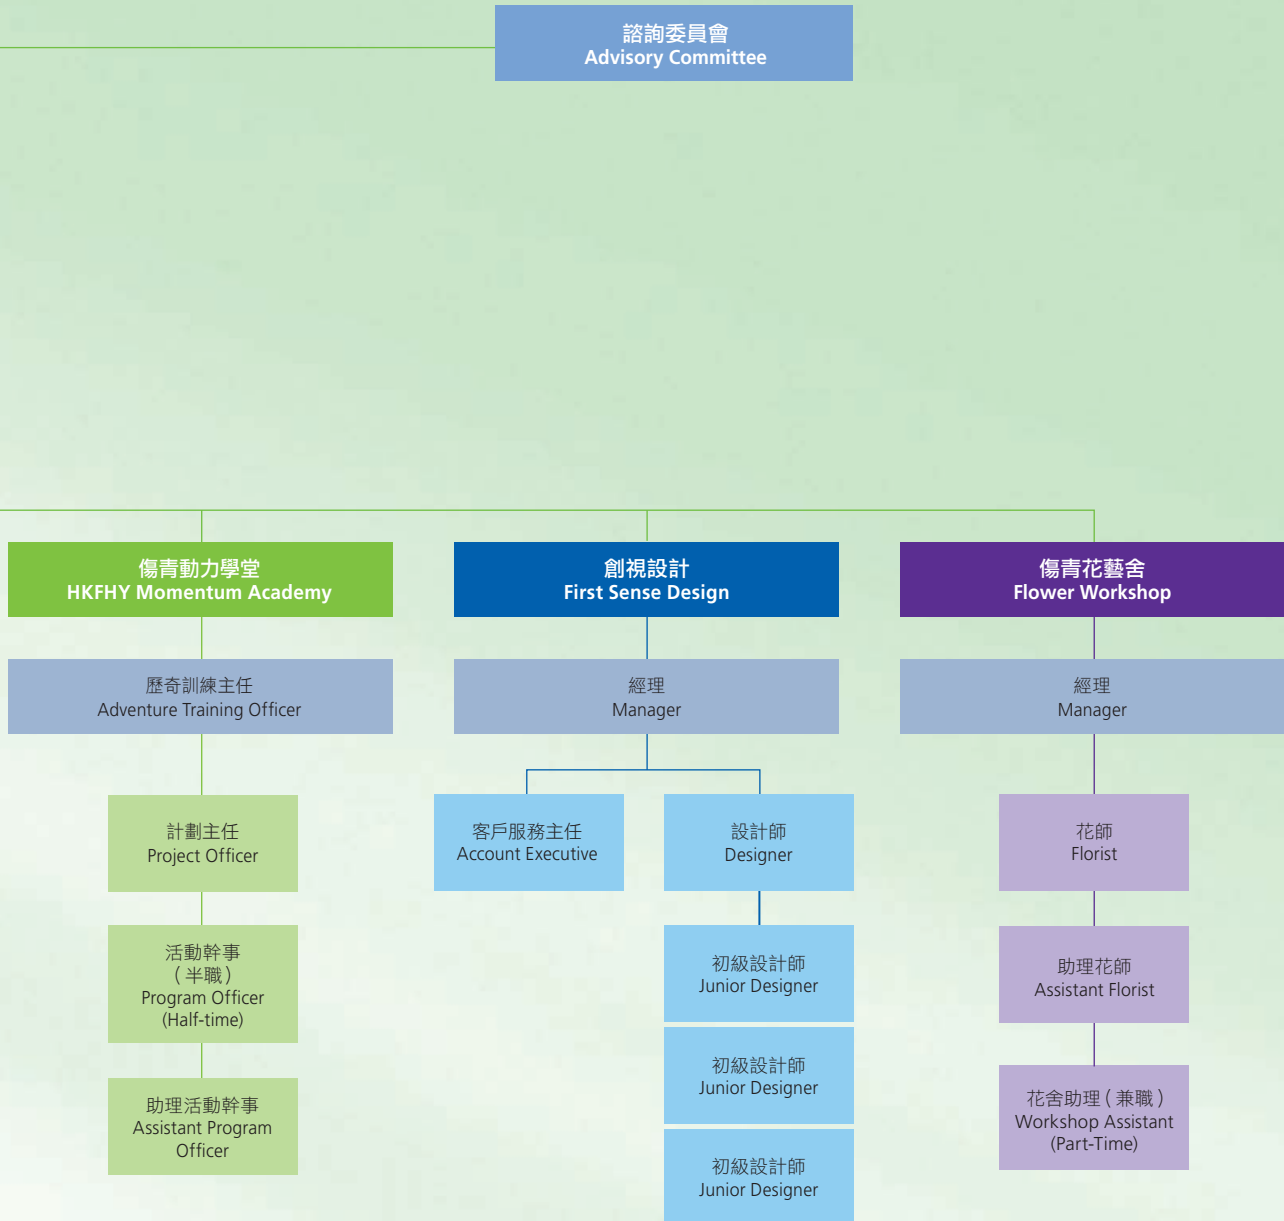 諮詢委員會
Advisory Committee
傷青動力學堂
HKFHY Momentum Academy
歷奇訓練主任
Adventure Training Officer
計劃主任
Project Officer
活動幹事
(半職)
Program Officer
(Half-time)
助理活動幹事
Assistant Program
Officer
創視設計
First Sense Design
經理
Manager
客戶服務主任
Account Executive
設計師
Designer
初級設計師
Junior Designer
初級設計師
Junior Designer
初級設計師
Junior Designer
傷青花藝舍
Flower Workshop
經理
Manager
花師
Florist
助理花師
Assistant Florist
花舍助理(兼職)
Workshop Assistant
(Part-Time)